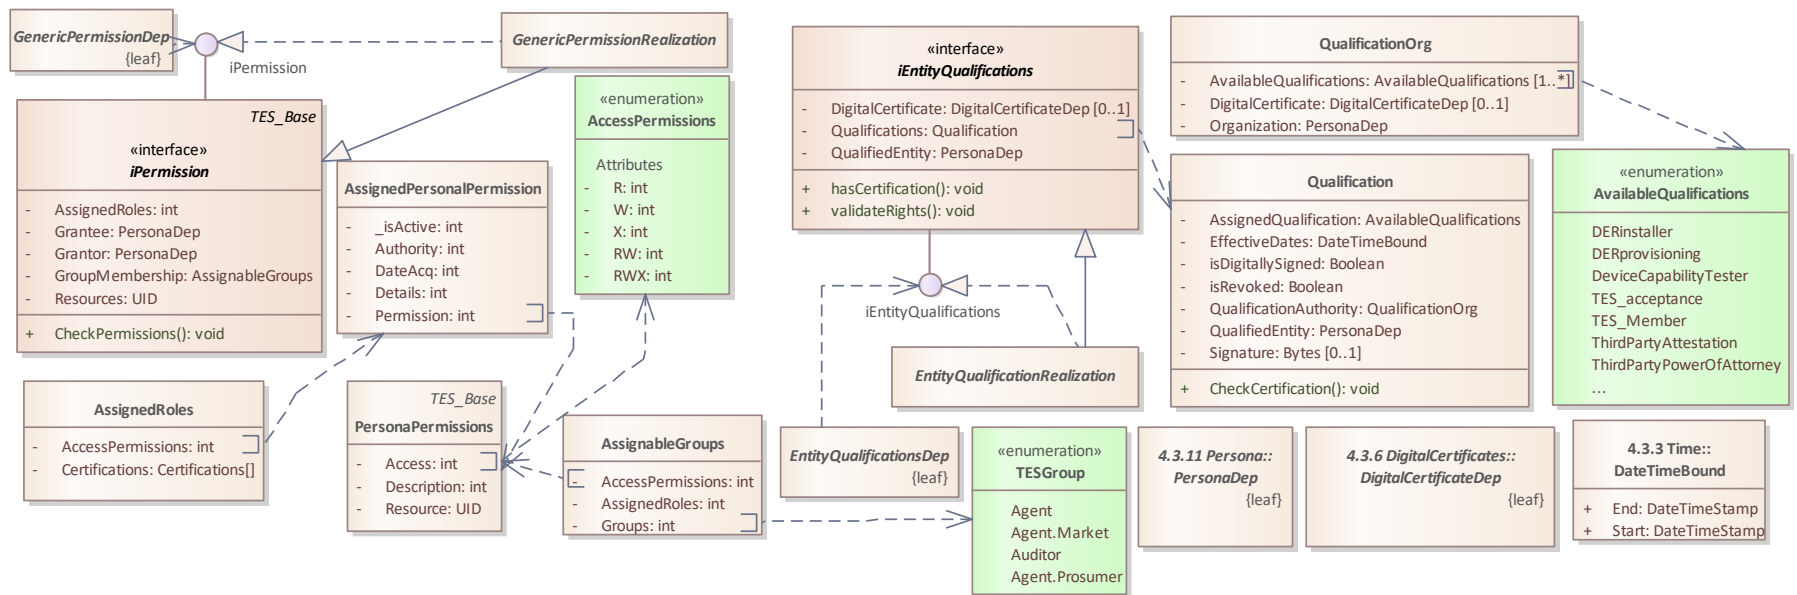 GenericPermissionDep
{leaf}
iPermission
GenericPermissionRealization
TES_Base
«interface»
iPermission
- AssignedRoles: int
- Grantee: PersonaDep
- Grantor: PersonaDep
- GroupMembership: AssignableGroups
- Resources: UID
+ CheckPermissions(): void
AssignedPersonalPermission
- _isActive: int
- Authority: int
- DateAcq: int
- Details: int
- Permission: int
«enumeration»
AccessPermissions
Attributes
- R: int
- W: int
- X: int
- RW: int
- RWX: int
AssignedRoles
- AccessPermissions: int
- Certifications: Certifications[]
TES_Base
PersonaPermissions
- Access: int
- Description: int
- Resource: UID
AssignableGroups
- AccessPermissions: int
- AssignedRoles: int
- Groups: int
«interface»
iEntityQualifications
- DigitalCertificate: DigitalCertificateDep [0..1]
- Qualifications: Qualification
- QualifiedEntity: PersonaDep
+ hasCertification(): void
+ validateRights(): void
iEntityQualifications
EntityQualificationRealization
EntityQualificationsDep
{leaf}
«enumeration»
TESGroup
Agent
Agent.Market
Auditor
Agent.Prosumer
QualificationOrg
- AvailableQualifications: AvailableQualifications [1..*]
- DigitalCertificate: DigitalCertificateDep [0..1]
- Organization: PersonaDep
Qualification
- AssignedQualification: AvailableQualifications
- EffectiveDates: DateTimeBound
- isDigitallySigned: Boolean
- isRevoked: Boolean
- QualificationAuthority: QualificationOrg
- QualifiedEntity: PersonaDep
- Signature: Bytes [0..1]
+ CheckCertification(): void
«enumeration»
AvailableQualifications
DERinstaller
DERprovisioning
DeviceCapabilityTester
TES_acceptance
TES_Member
ThirdPartyAttestation
ThirdPartyPowerOfAttorney
...
4.3.11 Persona::
PersonaDep
{leaf}
4.3.6 DigitalCertificates::
DigitalCertificateDep
{leaf}
4.3.3 Time::
DateTimeBound
+ End: DateTimeStamp
+ Start: DateTimeStamp